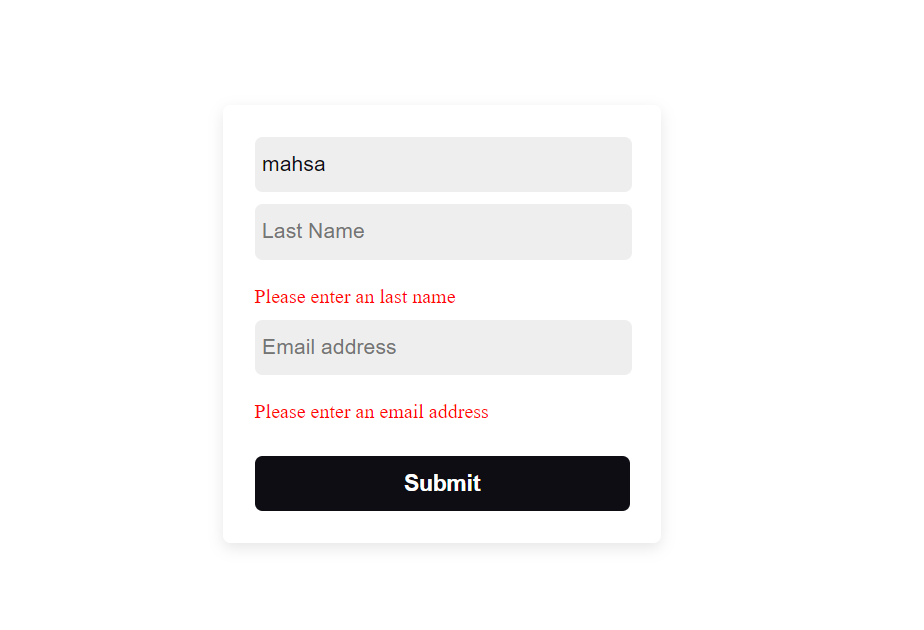 mahsa
Last Name
Please enter an last name
Email address
Please enter an email address
Submit